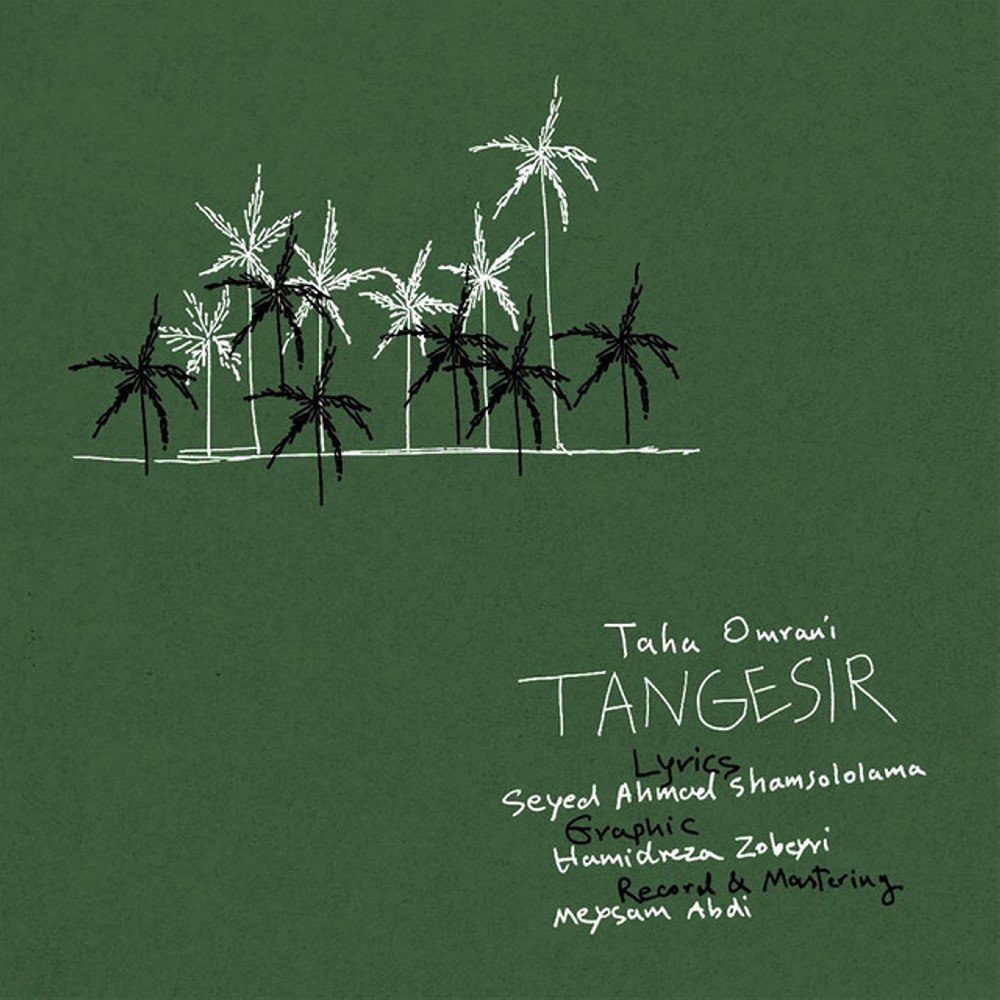 Taha Omrani
TANGESIR
Lyrics
Seyed Ahmad Shamsololama
Graphic
Hamidreza Zobeyri
Record & Mastering
Meysam Abdi